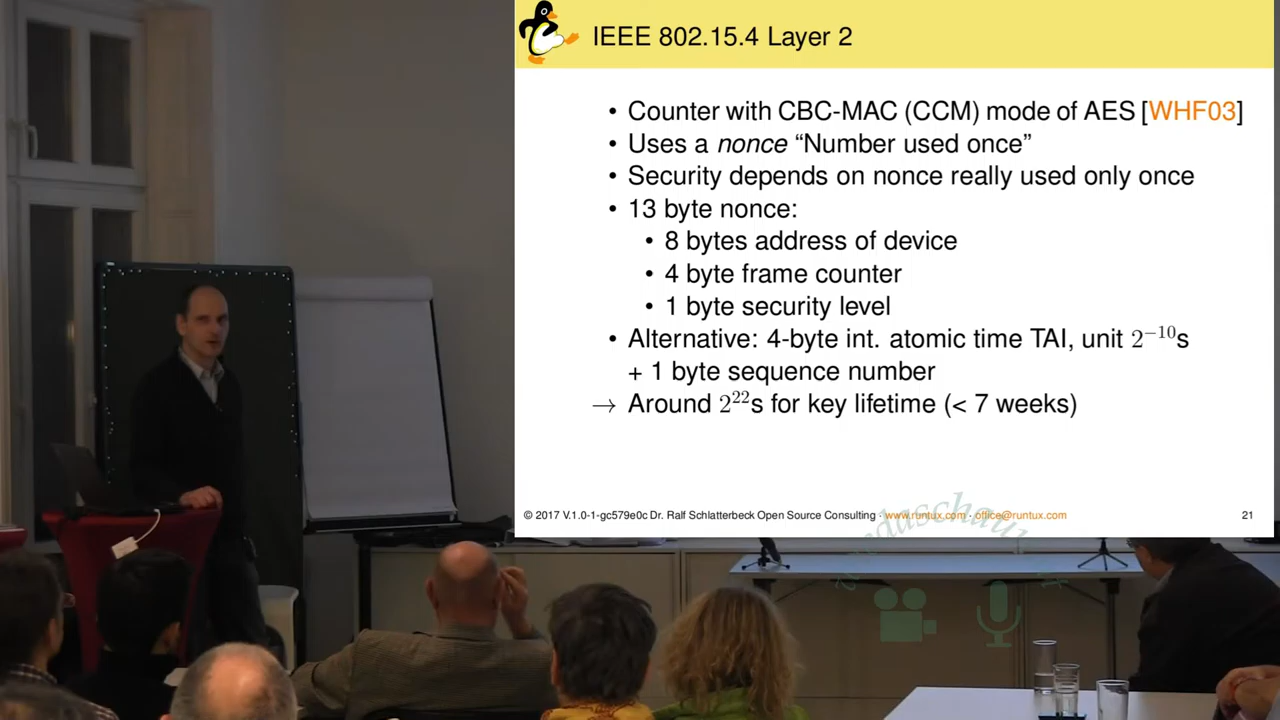 IEEE 802.15.4 Layer 2
• Counter with CBC-MAC (CCM) mode of AES [WHF03]
• Uses a nonce “Number used once”
• Security depends on nonce really used only once
• 13 byte nonce:
• 8 bytes address of device
• 4 byte frame counter
• 1 byte security level
• Alternative: 4-byte int. atomic time TAI, unit 2⁻¹⁰s
+ 1 byte sequence number
→ Around 2²²s for key lifetime (< 7 weeks)
© 2017 V.1.0-1-gc579e0c Dr. Ralf Schlatterbeck Open Source Consulting · www.runtux.com · office@runtux.com
21